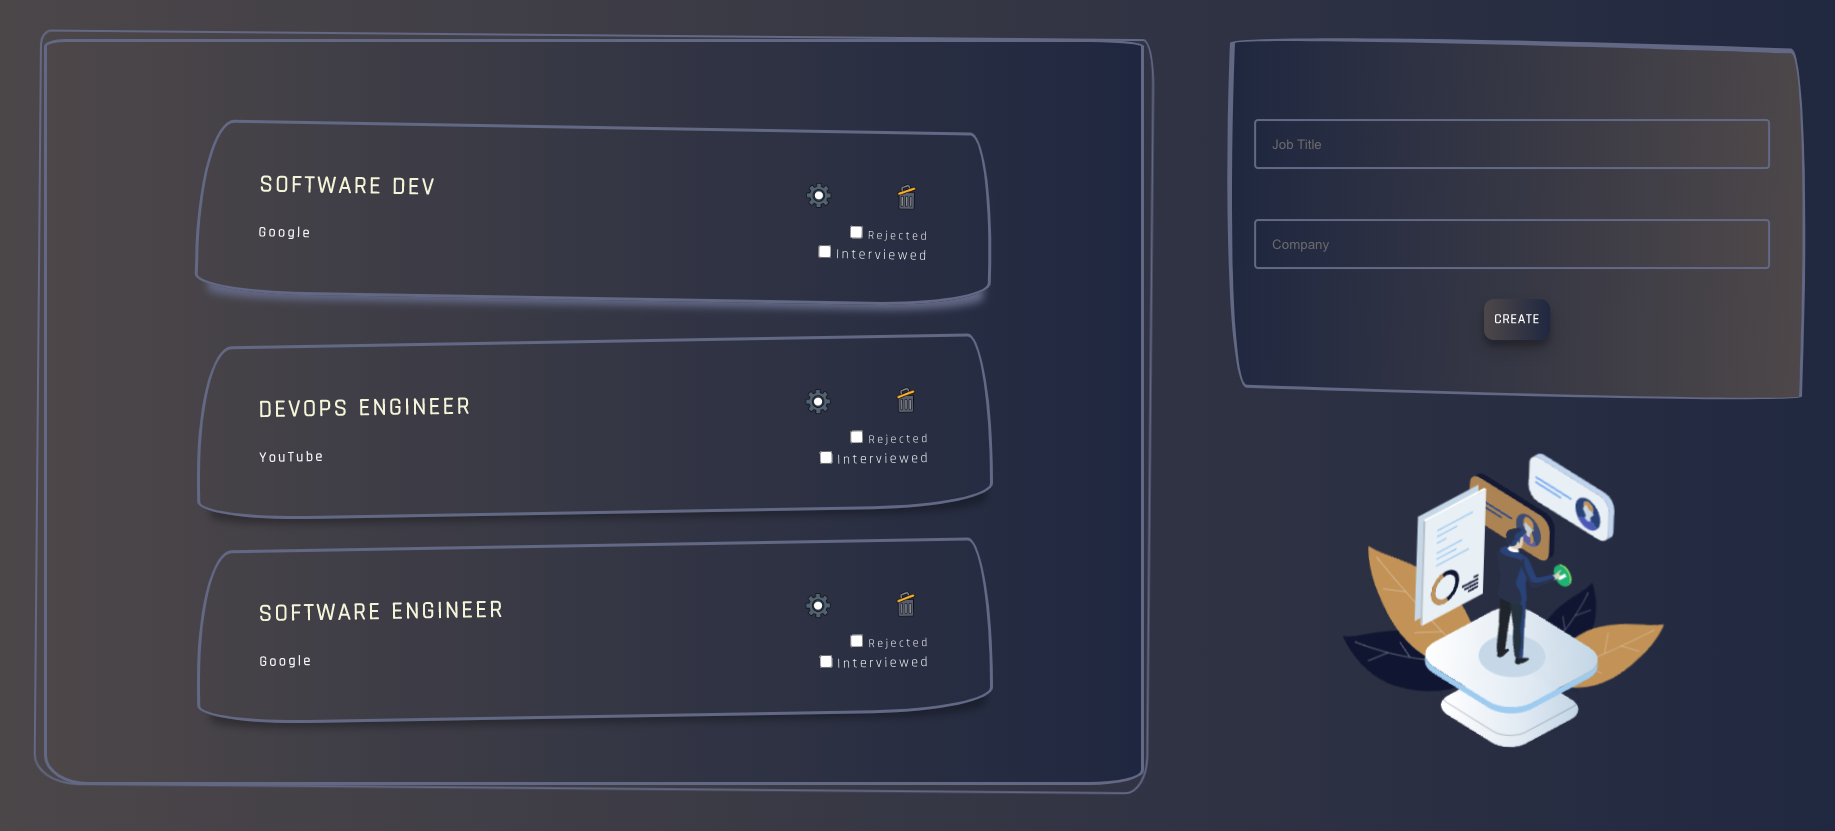 SOFTWARE DEV
Google
Rejected
Interviewed
DEVOPS ENGINEER
YouTube
Rejected
Interviewed
SOFTWARE ENGINEER
Google
Rejected
Interviewed
Job Title
Company
CREATE